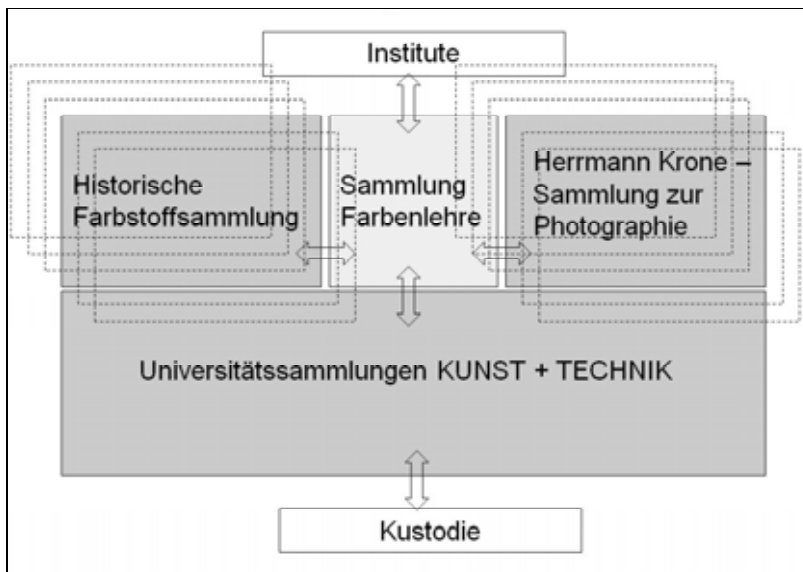 Institute
Historische
Farbstoffsammlung
Sammlung
Farbenlehre
Herrmann Krone –
Sammlung zur
Photographie
Universitätssammlungen KUNST + TECHNIK
Kustodie